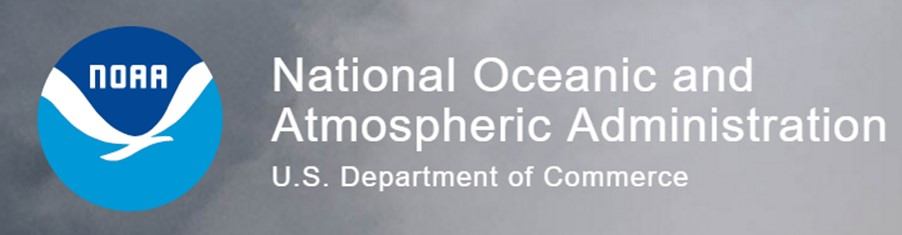 NOAA
National Oceanic and
Atmospheric Administration
U.S. Department of Commerce